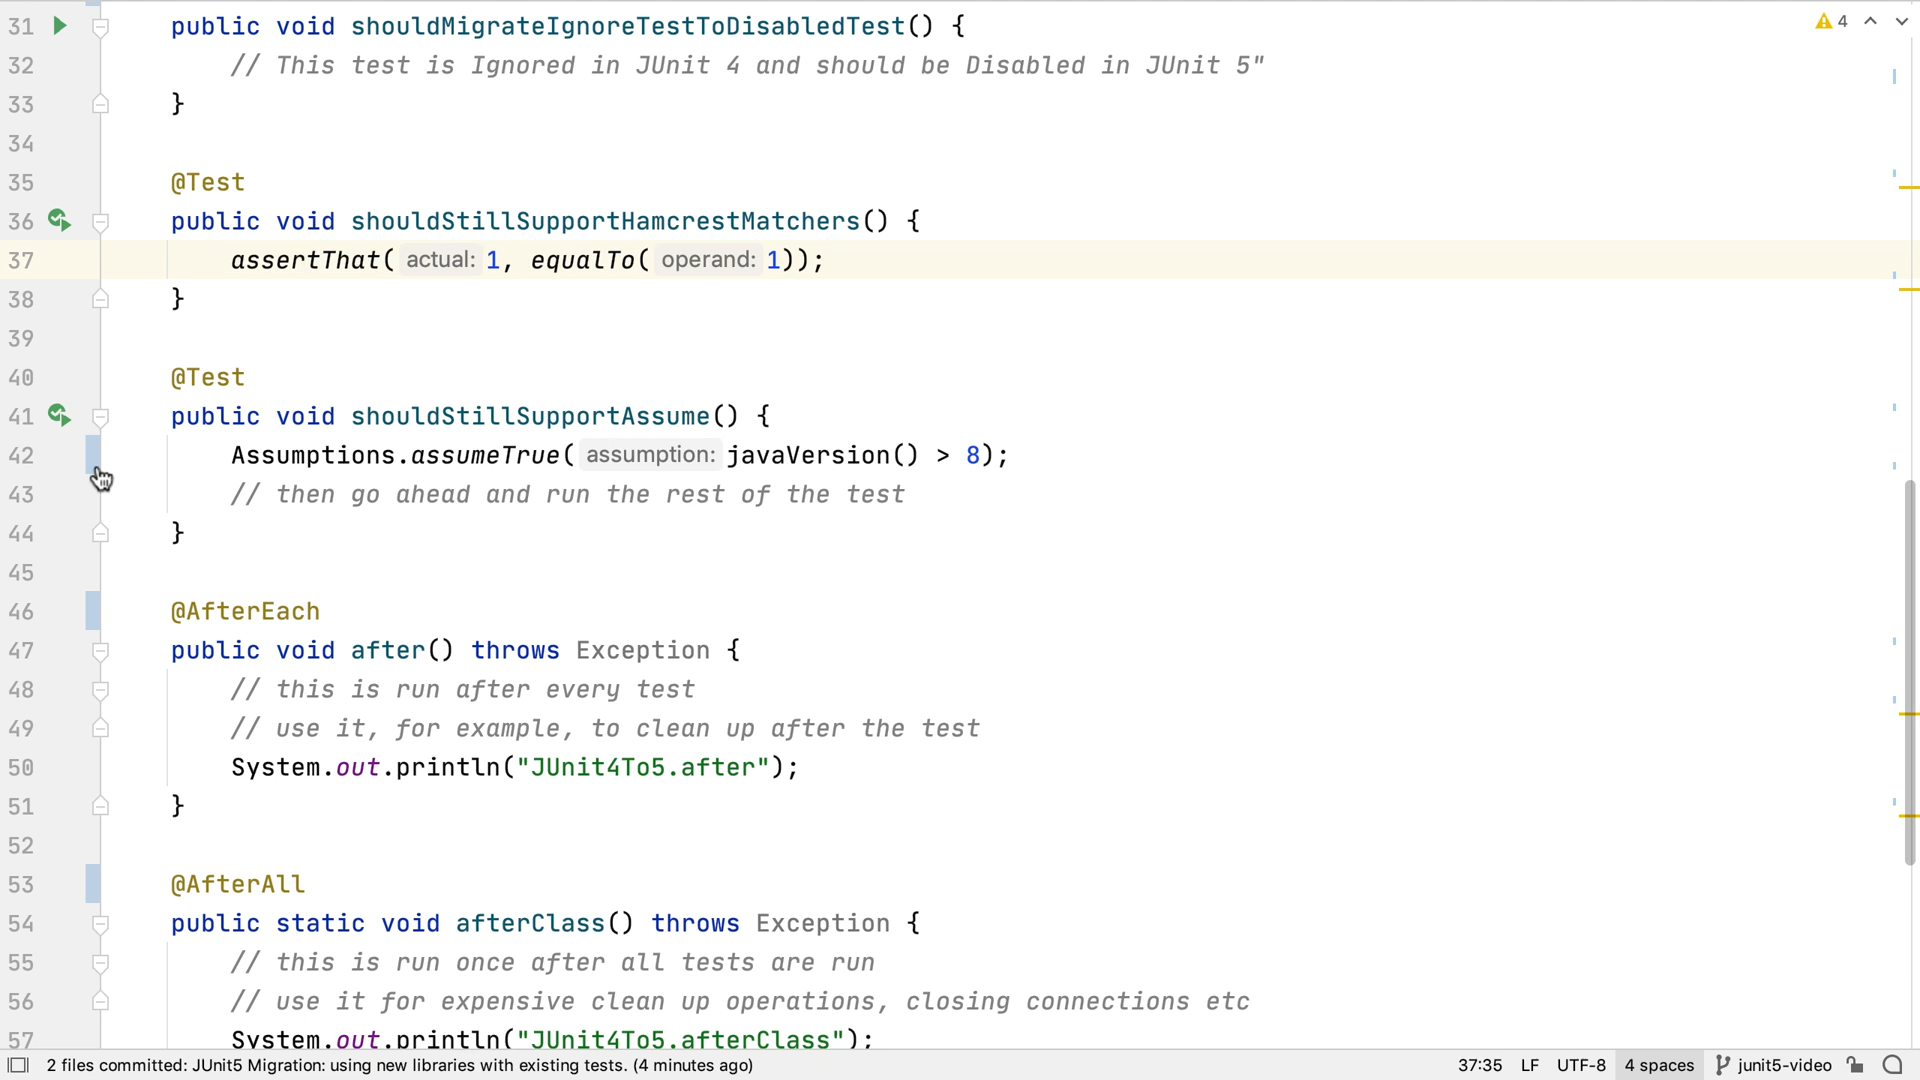 31 public void shouldMigrateIgnoreTestToDisabledTest() { 4
32 // This test is Ignored in JUnit 4 and should be Disabled in JUnit 5"
33 }
34
35 @Test
36 public void shouldStillSupportHamcrestMatchers() {
37 assertThat( actual: 1, equalTo( operand: 1));
38 }
39
40 @Test
41 public void shouldStillSupportAssume() {
42 Assumptions.assumeTrue( assumption: javaVersion() > 8);
43 // then go ahead and run the rest of the test
44 }
45
46 @AfterEach
47 public void after() throws Exception {
48 // this is run after every test
49 // use it, for example, to clean up after the test
50 System.out.println("JUnit4To5.after");
51 }
52
53 @AfterAll
54 public static void afterClass() throws Exception {
55 // this is run once after all tests are run
56 // use it for expensive clean up operations, closing connections etc
57 System.out.println("JUnit4To5.afterClass");
2 files committed: JUnit5 Migration: using new libraries with existing tests. (4 minutes ago) 37:35 LF UTF-8 4 spaces junit5-video